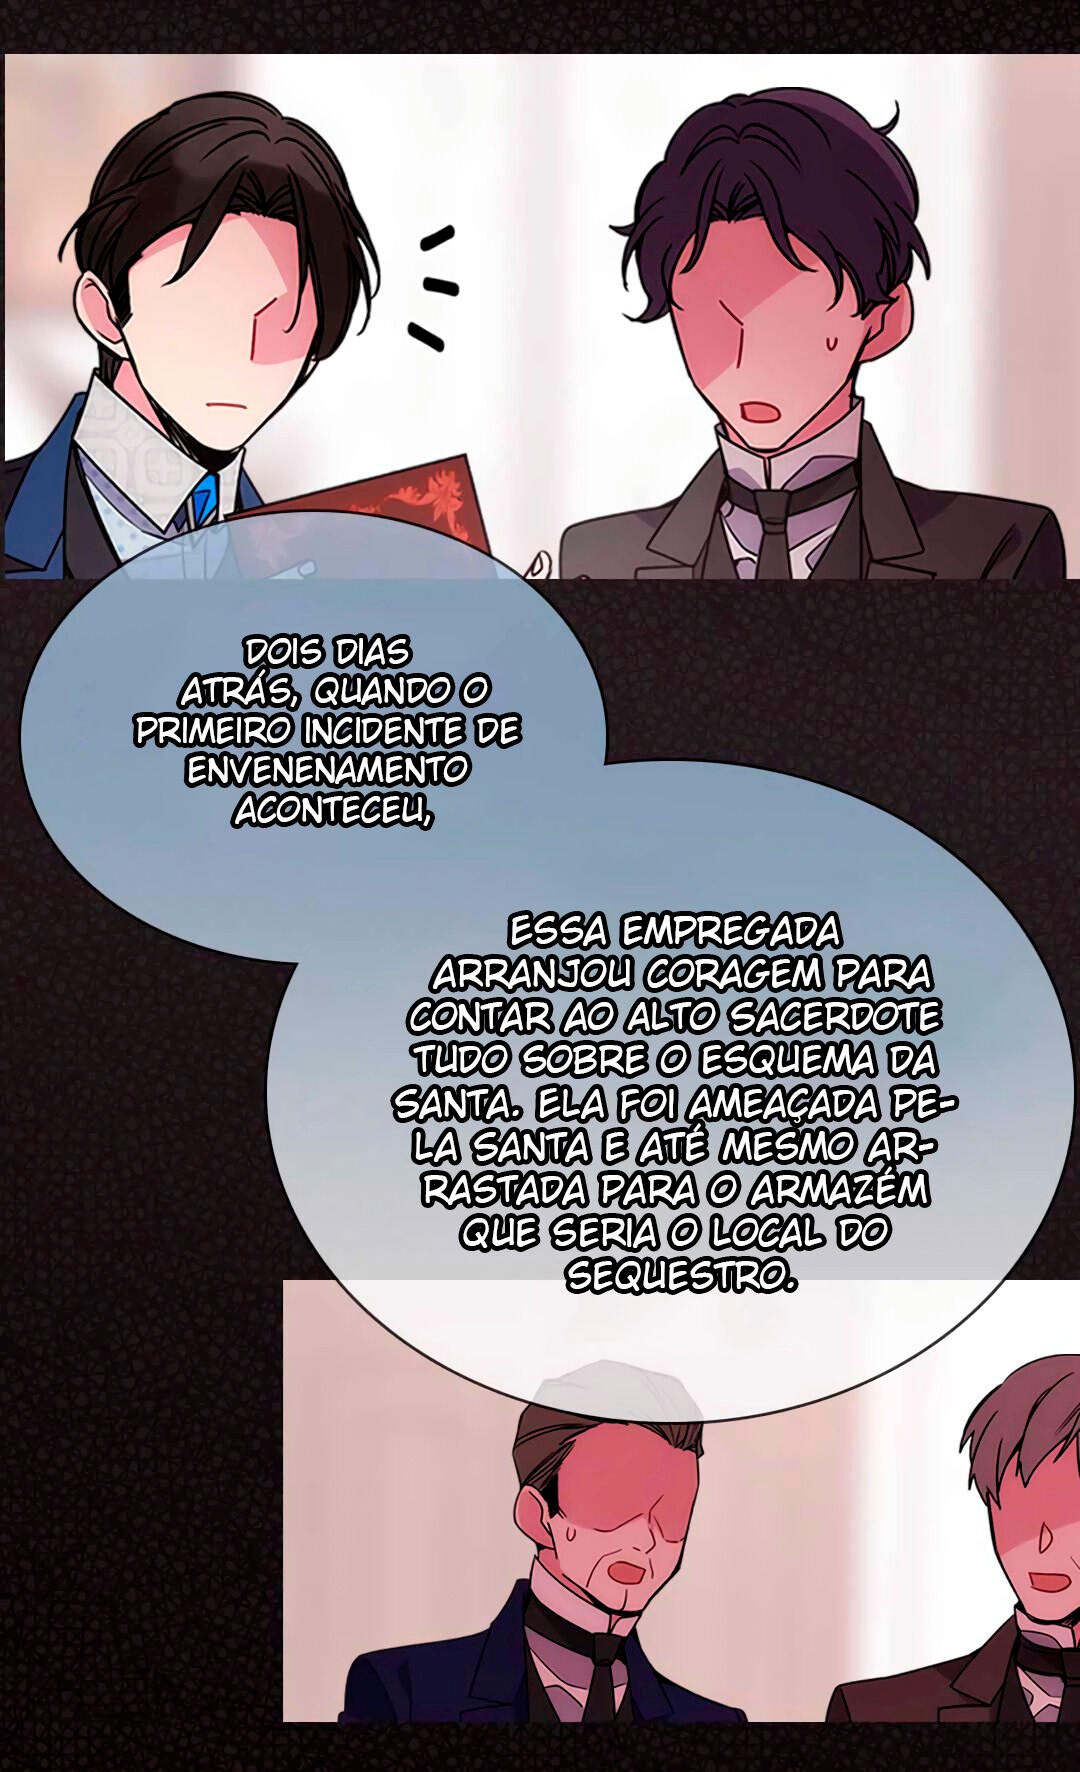 DOIS DIAS
ATRÁS, QUANDO O
PRIMEIRO INCIDENTE DE
ENVENENAMENTO
ACONTECEU,
ESSA EMPREGADA
ARRANJOU CORAGEM PARA
CONTAR AO ALTO SACERDOTE
TUDO SOBRE O ESQUEMA DA
SANTA. ELA FOI AMEAÇADA PE-
LA SANTA E ATÉ MESMO AR-
RASTADA PARA O ARMAZÉM
QUE SERIA O LOCAL DO
SEQUESTRO.